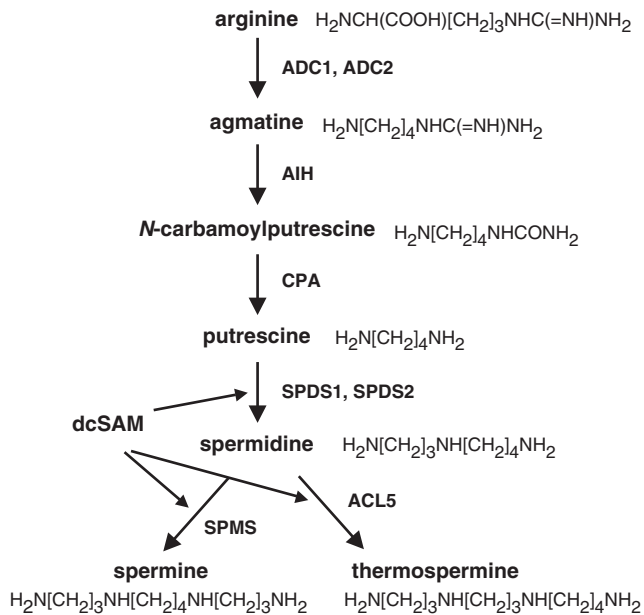 arginine H₂NCH(COOH)[CH₂]₃NHC(=NH)NH₂
ADC1, ADC2
agmatine H₂N[CH₂]₄NHC(=NH)NH₂
AIH
N-carbamoylputrescine H₂N[CH₂]₄NHCONH₂
CPA
putrescine H₂N[CH₂]₄NH₂
SPDS1, SPDS2
dcSAM
spermidine H₂N[CH₂]₃NH[CH₂]₄NH₂
ACL5
SPMS
spermine thermospermine
H₂N[CH₂]₃NH[CH₂]₄NH[CH₂]₃NH₂ H₂N[CH₂]₃NH[CH₂]₃NH[CH₂]₄NH₂